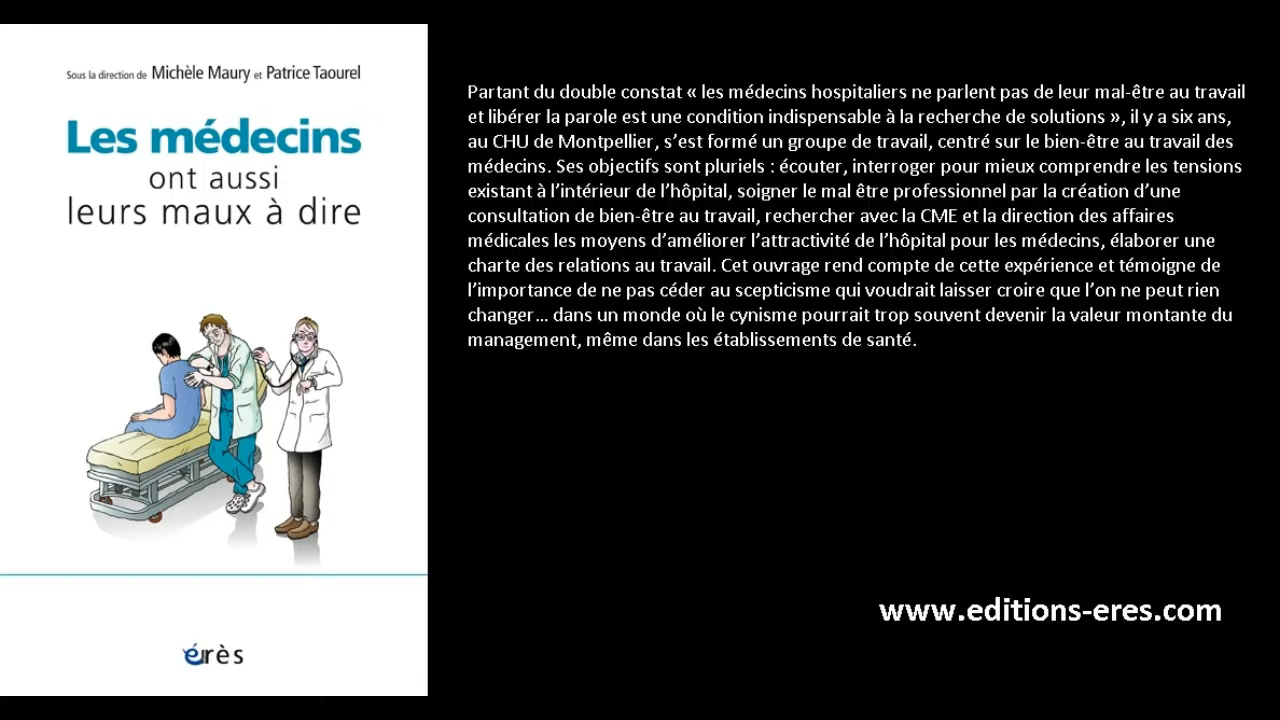 Sous la direction de Michèle Maury et Patrice Taourel
Les médecins
ont aussi
leurs maux à dire
érès
Partant du double constat « les médecins hospitaliers ne parlent pas de leur mal-être au travail
et libérer la parole est une condition indispensable à la recherche de solutions », il y a six ans,
au CHU de Montpellier, s’est formé un groupe de travail, centré sur le bien-être au travail des
médecins. Ses objectifs sont pluriels : écouter, interroger pour mieux comprendre les tensions
existant à l’intérieur de l’hôpital, soigner le mal être professionnel par la création d’une
consultation de bien-être au travail, rechercher avec la CME et la direction des affaires
médicales les moyens d’améliorer l’attractivité de l’hôpital pour les médecins, élaborer une
charte des relations au travail. Cet ouvrage rend compte de cette expérience et témoigne de
l’importance de ne pas céder au scepticisme qui voudrait laisser croire que l’on ne peut rien
changer… dans un monde où le cynisme pourrait trop souvent devenir la valeur montante du
management, même dans les établissements de santé.
www.editions-eres.com